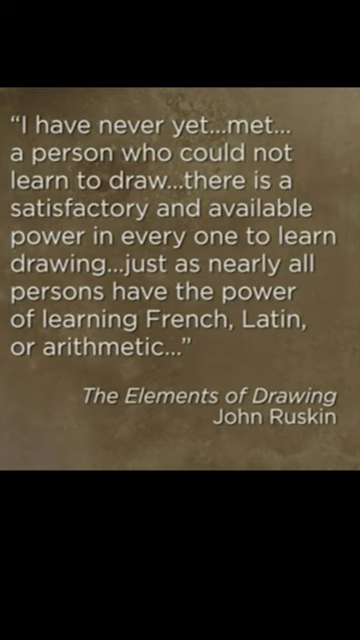 “I have never yet...met...
a person who could not
learn to draw...there is a
satisfactory and available
power in every one to learn
drawing...just as nearly all
persons have the power
of learning French, Latin,
or arithmetic...”
The Elements of Drawing
John Ruskin